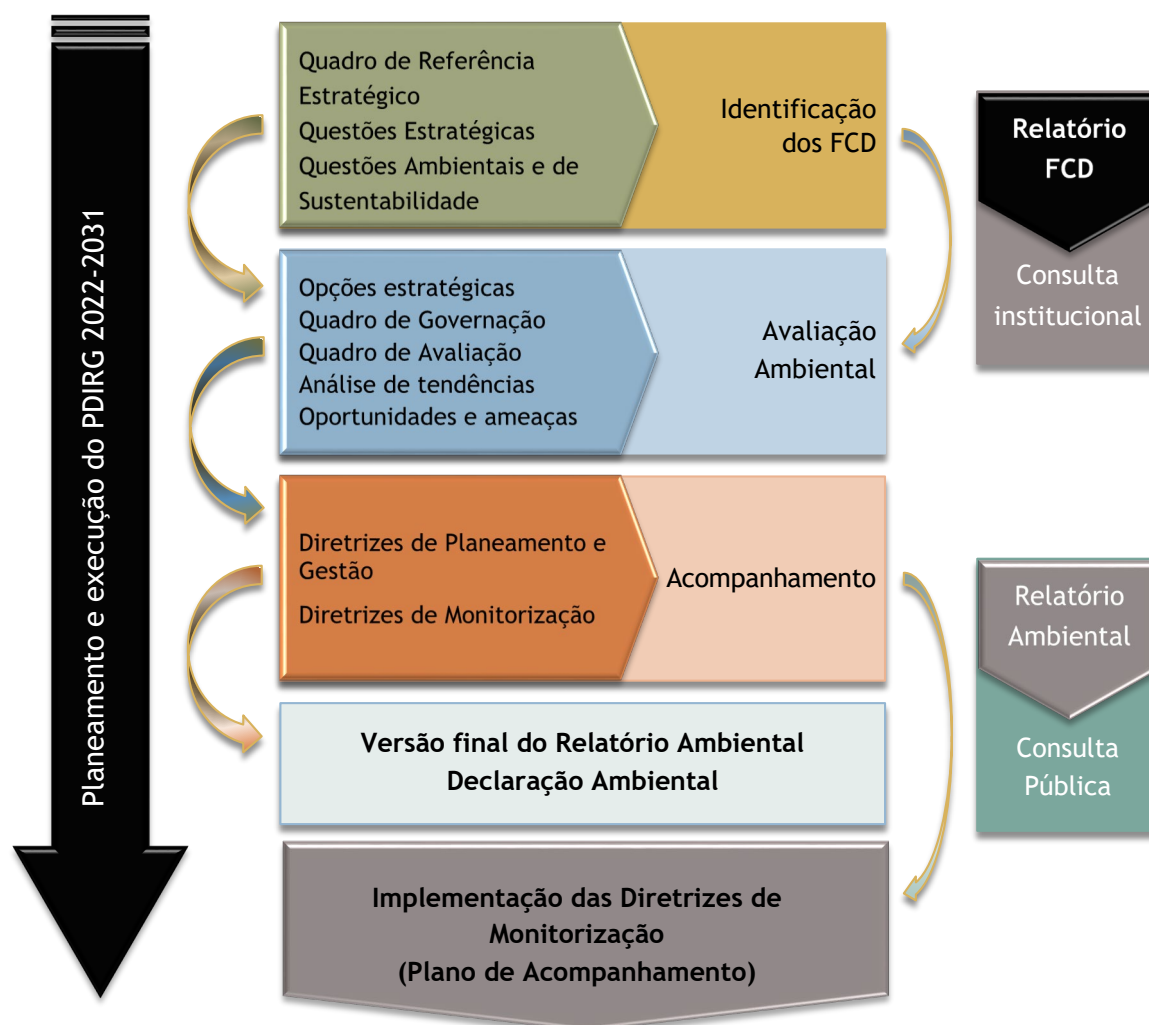 Planeamento e execução do PDIRG 2022-2031
Quadro de Referência
Estratégico
Questões Estratégicas
Questões Ambientais e de
Sustentabilidade
Identificação
dos FCD
Relatório
FCD
Consulta
institucional
Opções estratégicas
Quadro de Governação
Quadro de Avaliação
Análise de tendências
Oportunidades e ameaças
Avaliação
Ambiental
Diretrizes de Planeamento e
Gestão
Diretrizes de Monitorização
Acompanhamento
Relatório
Ambiental
Consulta
Pública
Versão final do Relatório Ambiental
Declaração Ambiental
Implementação das Diretrizes de
Monitorização
(Plano de Acompanhamento)